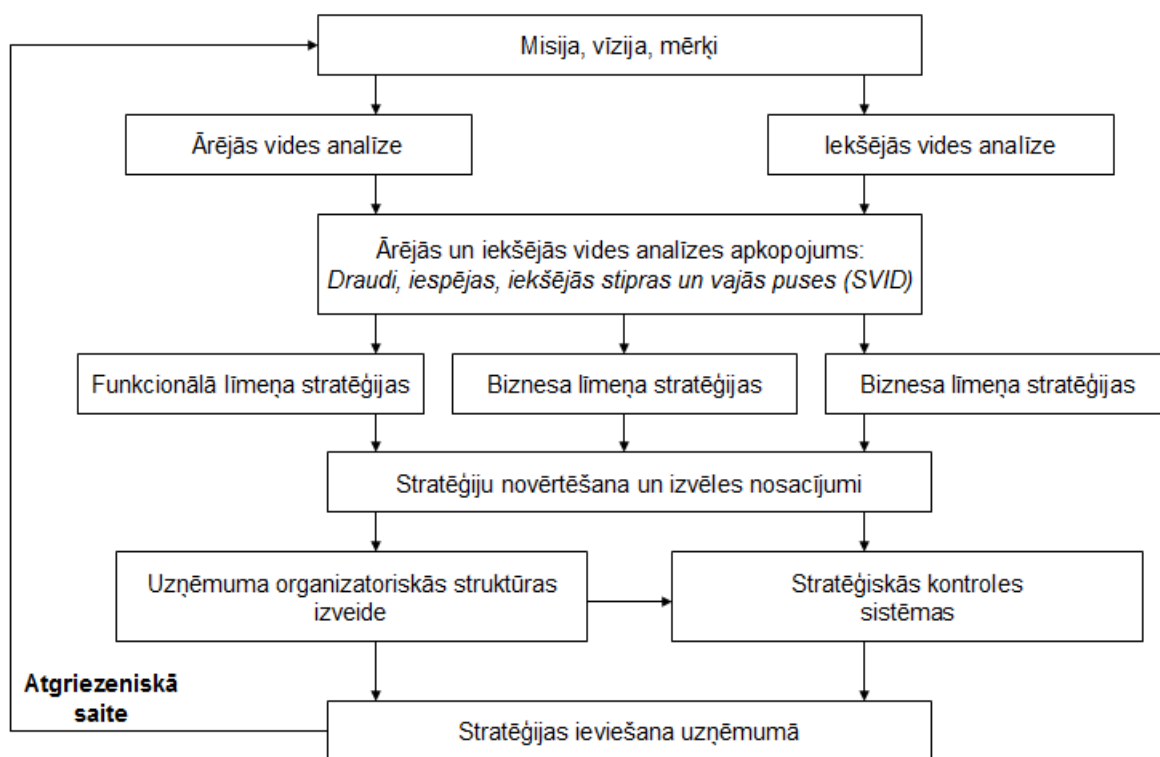 Misija, vīzija, mērķi
Ārējās vides analīze
Iekšējās vides analīze
Ārējās un iekšējās vides analīzes apkopojums:
Draudi, iespējas, iekšējās stipras un vajās puses (SVID)
Funkcionālā līmeņa stratēģijas
Biznesa līmeņa stratēģijas
Biznesa līmeņa stratēģijas
Stratēģiju novērtēšana un izvēles nosacījumi
Uzņēmuma organizatoriskās struktūras
izveide
Stratēģiskās kontroles
sistēmas
Atgriezeniskā
saite
Stratēģijas ieviešana uzņēmumā